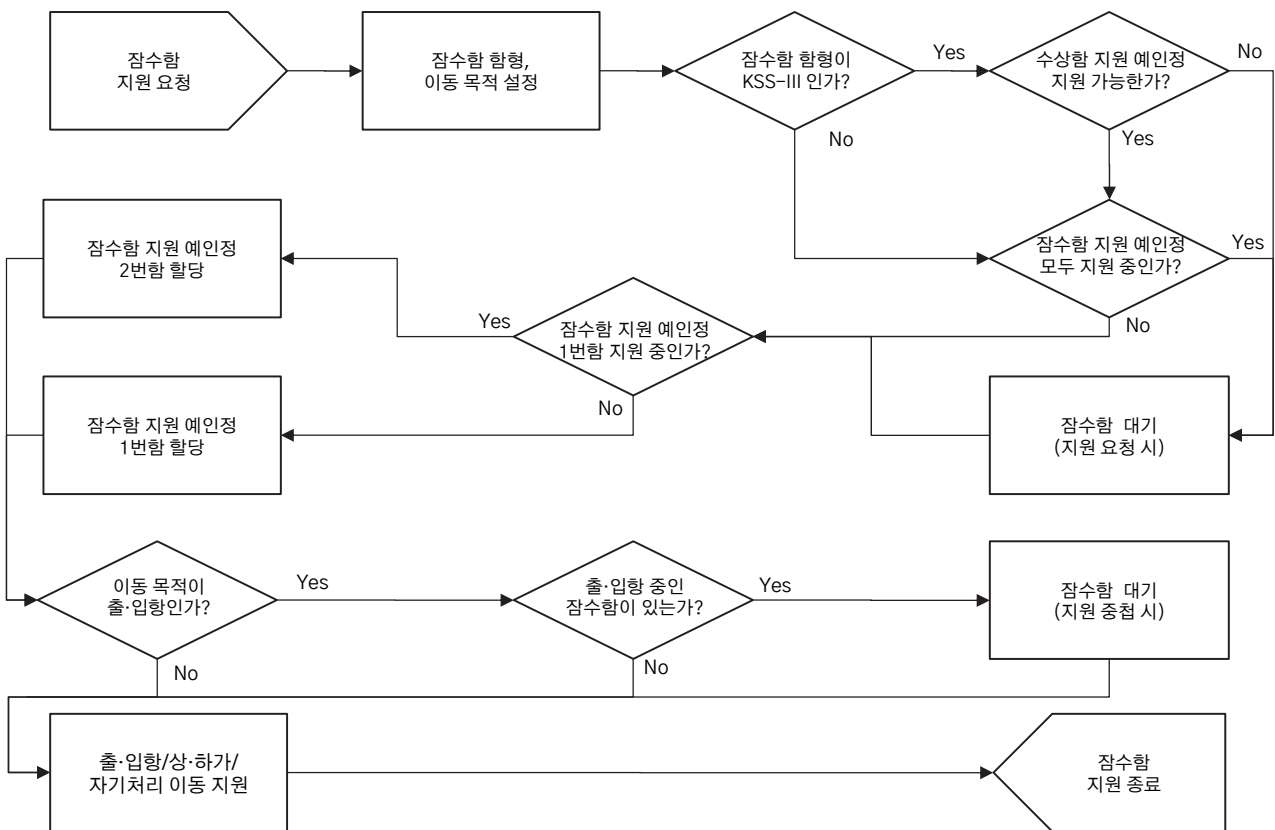 잠수함
지원 요청
잠수함 함형,
이동 목적 설정
잠수함 함형이
KSS-III 인가?
Yes
수상함 지원 예인정
지원 가능한가?
No
No
Yes
잠수함 지원 예인정
2번함 할당
잠수함 지원 예인정
모두 지원 중인가?
Yes
Yes
잠수함 지원 예인정
1번함 지원 중인가?
No
No
잠수함 지원 예인정
1번함 할당
잠수함 대기
(지원 요청 시)
이동 목적이
출·입항인가?
Yes
출·입항 중인
잠수함이 있는가?
Yes
잠수함 대기
(지원 중첩 시)
No
No
출·입항/상·하가/
자기처리 이동 지원
잠수함
지원 종료